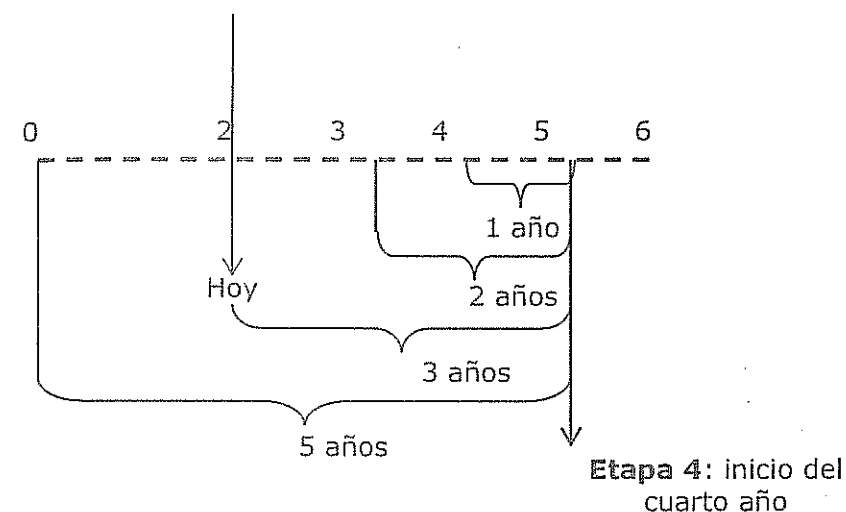 0 2 3 4 5 6
1 año
Hoy
2 años
3 años
5 años
Etapa 4: inicio del
cuarto año